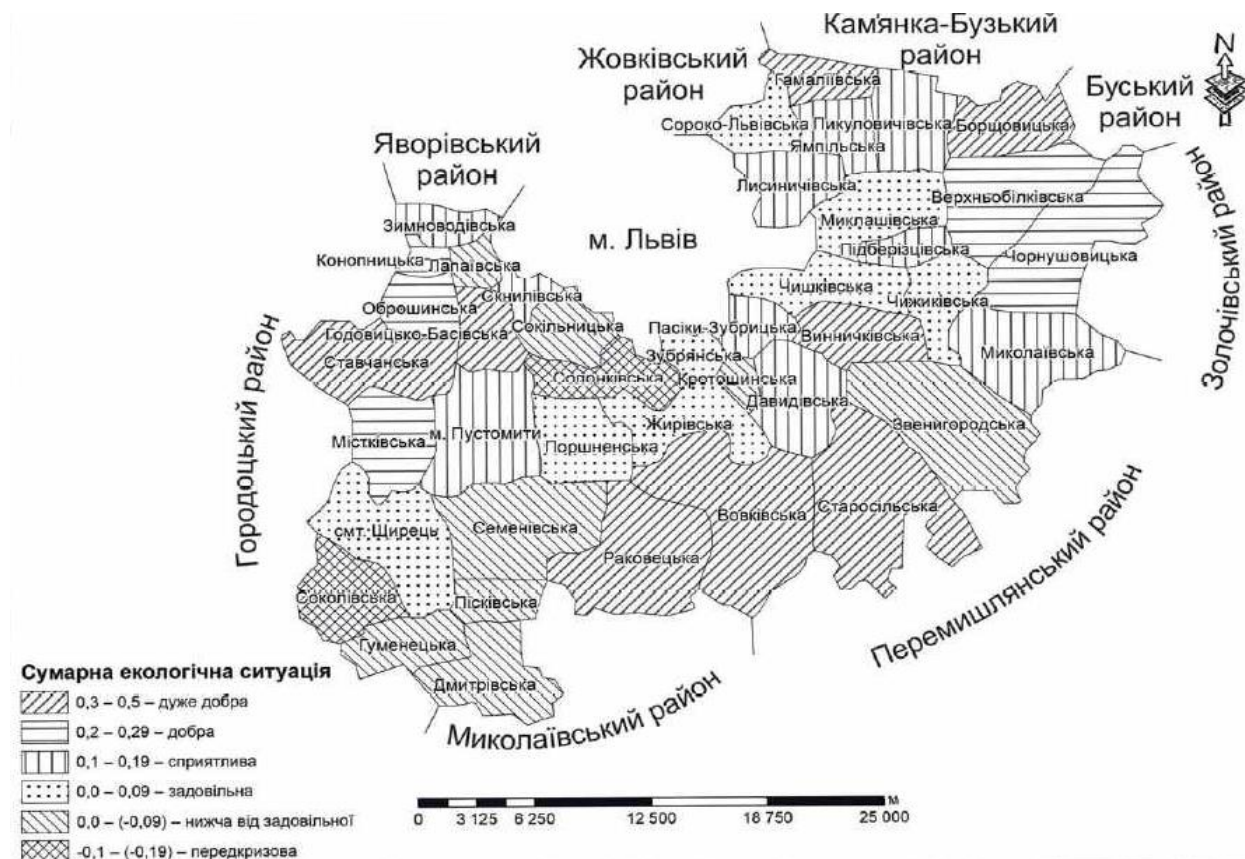 Кам'янка-Бузький
район
N
Жовківський
район
Буський
район
Гамаліївська
Сороко-Львівська
Пикуловичівська
Борщовицька
Ямпільська
Яворівський
район
Лисиничівська
Верхньобілківська
Золочівський район
Зимноводівська
м. Львів
Миклашівська
Підберізцівська
Конопницька
Лапаївська
Чорнушовицька
Чишківська
Скнилівська
Оброшинська
Чижиківська
Годовицько-Басівська
Сокільницька
Пасіки-Зубрицька
Винничківська
Ставчанська
Зубрянська
Миколаївська
Солонківська
Кротошинська
Давидівська
Городоцький район
Жирівська
Звенигородська
Містківська
м. Пустомити
Поршненська
Старосільська
Вовківська
смт. Щирець
Семенівська
Раковецька
Соколівська
Пісківська
Перемишлянський район
Гуменецька
Дмитрівська
Миколаївський район
Сумарна екологічна ситуація
0,3 – 0,5 – дуже добра
0,2 – 0,29 – добра
0,1 – 0,19 – сприятлива
0,0 – 0,09 – задовільна
0,0 – (-0,09) – нижча від задовільної
-0,1 – (-0,19) – передкризова
м
0 3 125 6 250 12 500 18 750 25 000